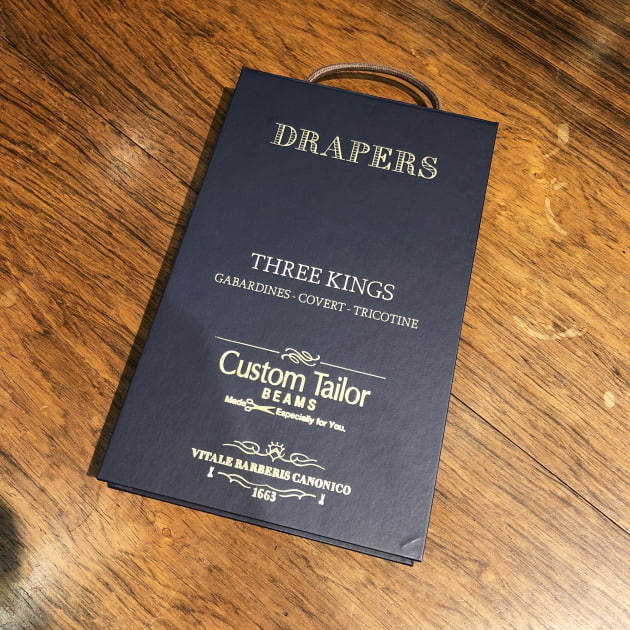 DRAPERS
THREE KINGS
GABARDINES - COVERT - TRICOTINE
Custom Tailor
BEAMS
Made Especially for You.
VITALE BARBERIS CANONICO
1663